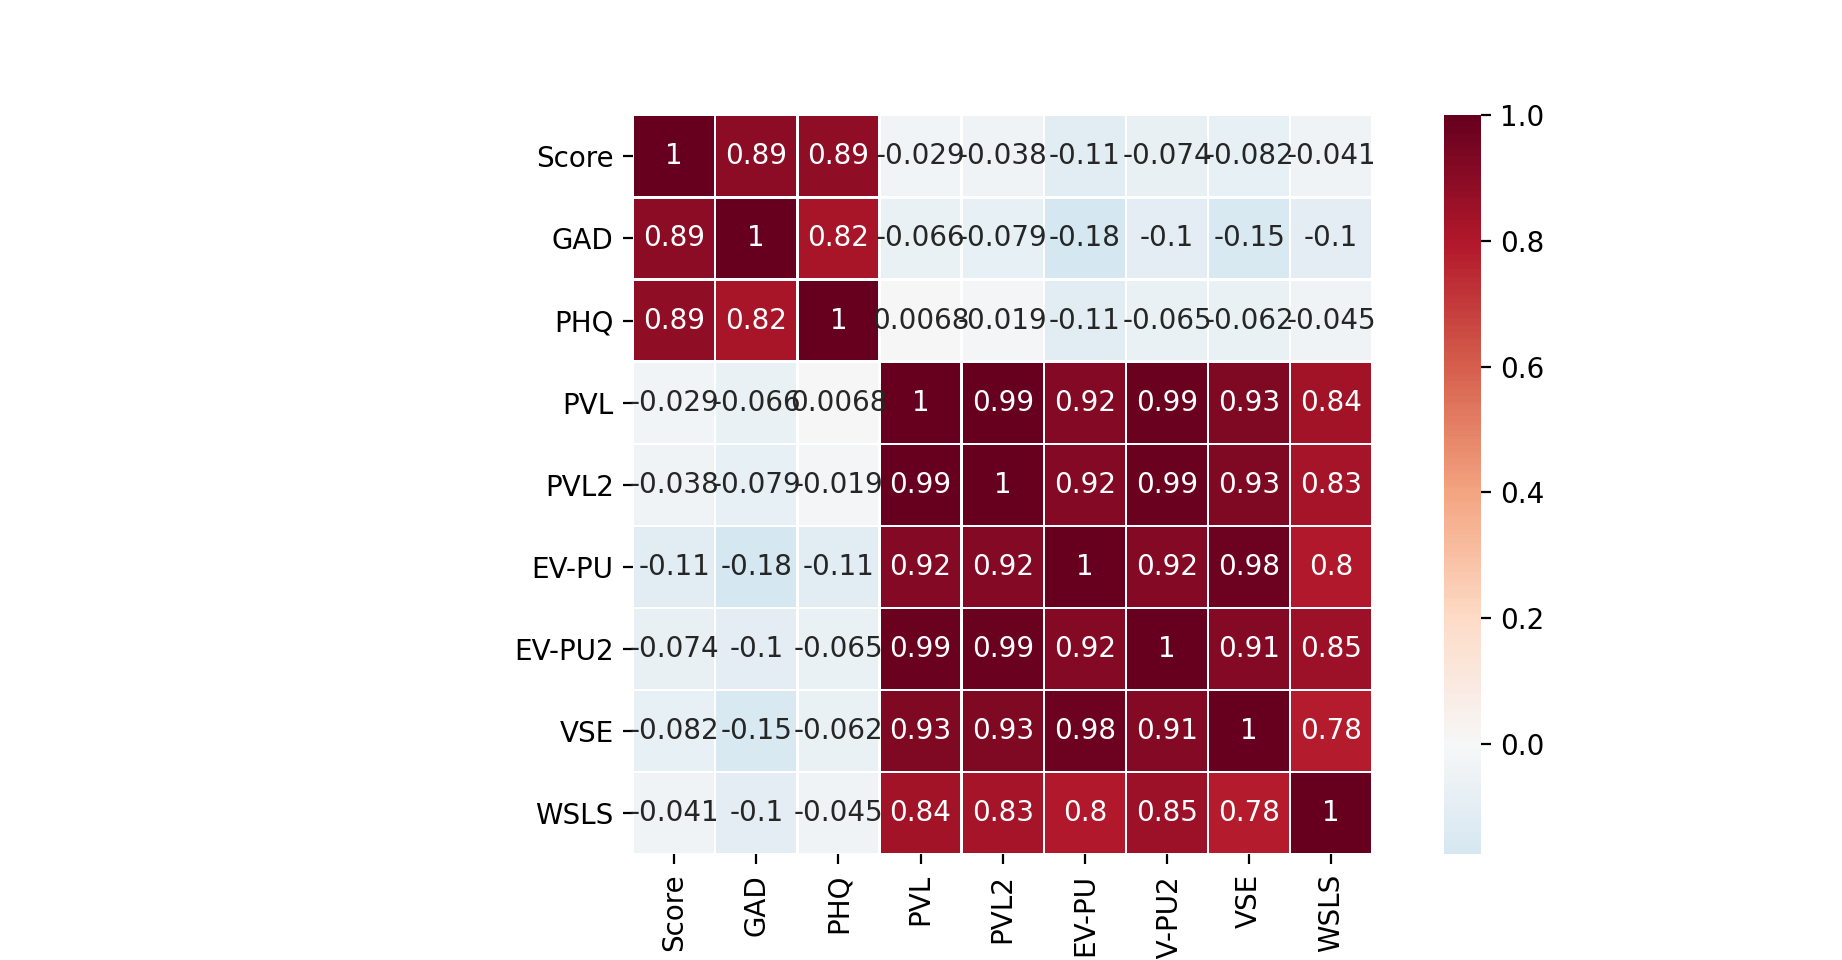 1.0
Score 1 0.89 0.89 -0.029 -0.038 -0.11 -0.074 -0.082 -0.041
GAD 0.89 1 0.82 -0.066 -0.079 -0.18 -0.1 -0.15 -0.1
0.8
PHQ 0.89 0.82 1 0.0068 -0.019 -0.11 -0.065 -0.062 -0.045
0.6
PVL -0.029 -0.066 0.0068 1 0.99 0.92 0.99 0.93 0.84
PVL2 -0.038 -0.079 -0.019 0.99 1 0.92 0.99 0.93 0.83
0.4
EV-PU -0.11 -0.18 -0.11 0.92 0.92 1 0.92 0.98 0.8
0.2
EV-PU2 -0.074 -0.1 -0.065 0.99 0.99 0.92 1 0.91 0.85
VSE -0.082 -0.15 -0.062 0.93 0.93 0.98 0.91 1 0.78
0.0
WSLS -0.041 -0.1 -0.045 0.84 0.83 0.8 0.85 0.78 1
Score GAD PHQ PVL PVL2 EV-PU V-PU2 VSE WSLS